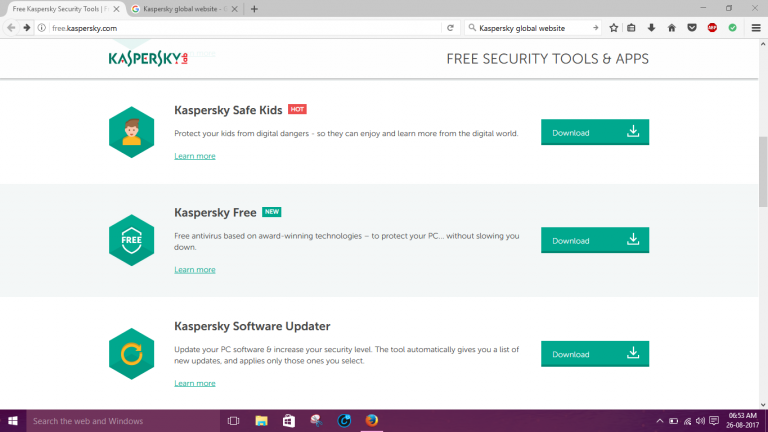 Free Kaspersky Security Tools | F
Kaspersky global website -
free.kaspersky.com
Kaspersky global website
ABP
KASPERSKY LAB
FREE SECURITY TOOLS & APPS
Kaspersky Safe Kids HOT
Protect your kids from digital dangers - so they can enjoy and learn more from the digital world.
Learn more
Download
Kaspersky Free NEW
FREE
Free antivirus based on award-winning technologies – to protect your PC... without slowing you
down.
Learn more
Download
Kaspersky Software Updater
Update your PC software & increase your security level. The tool automatically gives you a list of
new updates, and applies only those ones you select.
Learn more
Download
Search the web and Windows
06:53 AM
26-08-2017